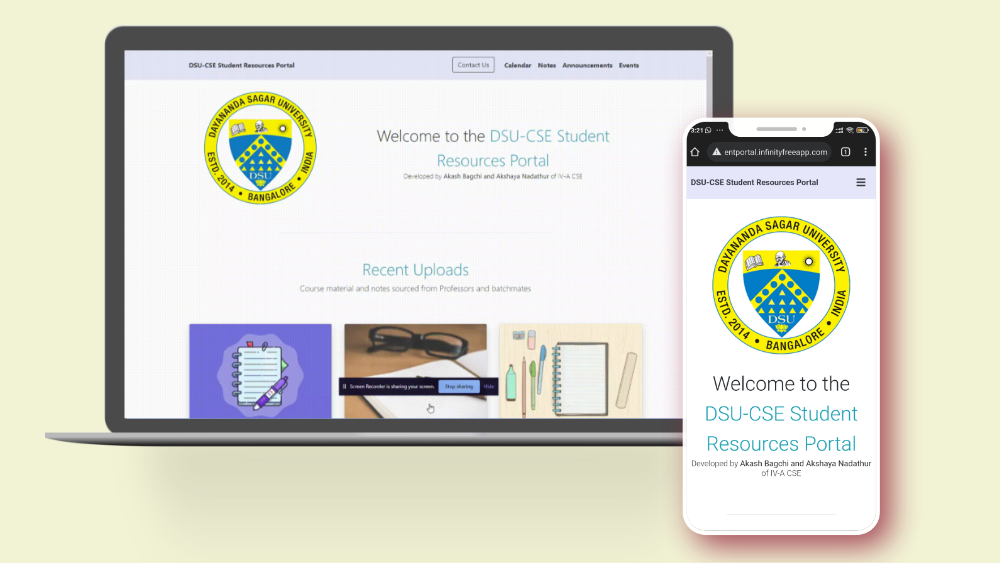 DSU-CSE Student Resources Portal
Contact Us Calendar Notes Announcements Events
DAYANANDA SAGAR UNIVERSITY
DSU
ESTD. 2014 • BANGALORE • INDIA
Welcome to the DSU-CSE Student
Resources Portal
Developed by Akash Bagchi and Akshaya Nadathur of IV-A CSE
Recent Uploads
Course material and notes sourced from Professors and batchmates
Screen Recorder is sharing your screen. Stop sharing Hide
3:21
entportal.infinityfreeapp.com 1
DSU-CSE Student Resources Portal
DAYANANDA SAGAR UNIVERSITY
DSU
ESTD. 2014 • BANGALORE • INDIA
Welcome to the
DSU-CSE Student
Resources Portal
Developed by Akash Bagchi and Akshaya Nadathur
of IV-A CSE